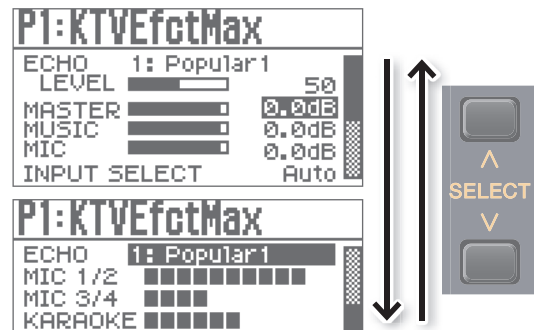 P1:KTVEfctMax
ECHO 1: Popular1
LEVEL 50
MASTER 0.0dB
MUSIC 0.0dB
MIC 0.0dB
INPUT SELECT Auto
P1:KTVEfctMax
ECHO 1: Popular1
MIC 1/2
MIC 3/4
KARAOKE
SELECT